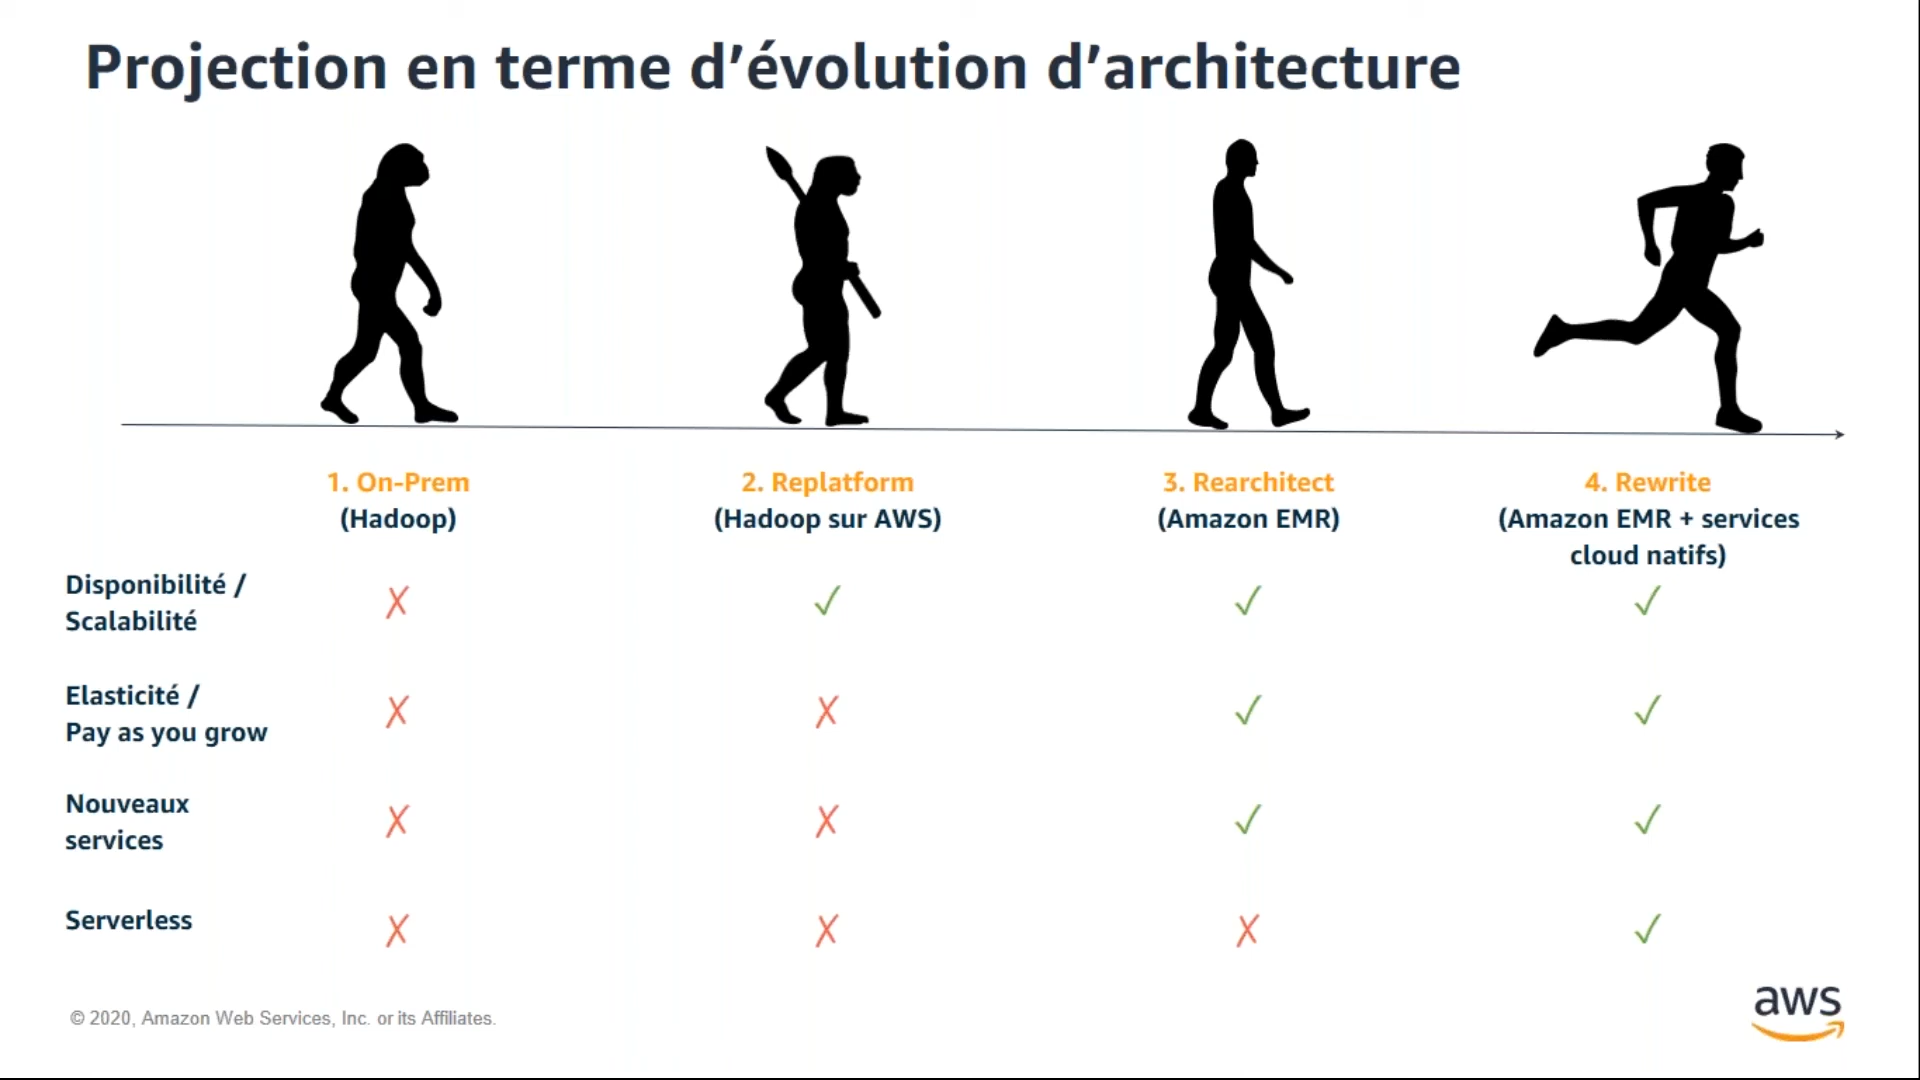 Projection en terme d’évolution d’architecture
1. On-Prem
(Hadoop)
2. Replatform
(Hadoop sur AWS)
3. Rearchitect
(Amazon EMR)
4. Rewrite
(Amazon EMR + services
cloud natifs)
Disponibilité /
Scalabilité
✗ ✓ ✓ ✓
Elasticité /
Pay as you grow
✗ ✗ ✓ ✓
Nouveaux
services
✗ ✗ ✓ ✓
Serverless
✗ ✗ ✗ ✓
© 2020, Amazon Web Services, Inc. or its Affiliates.
aws